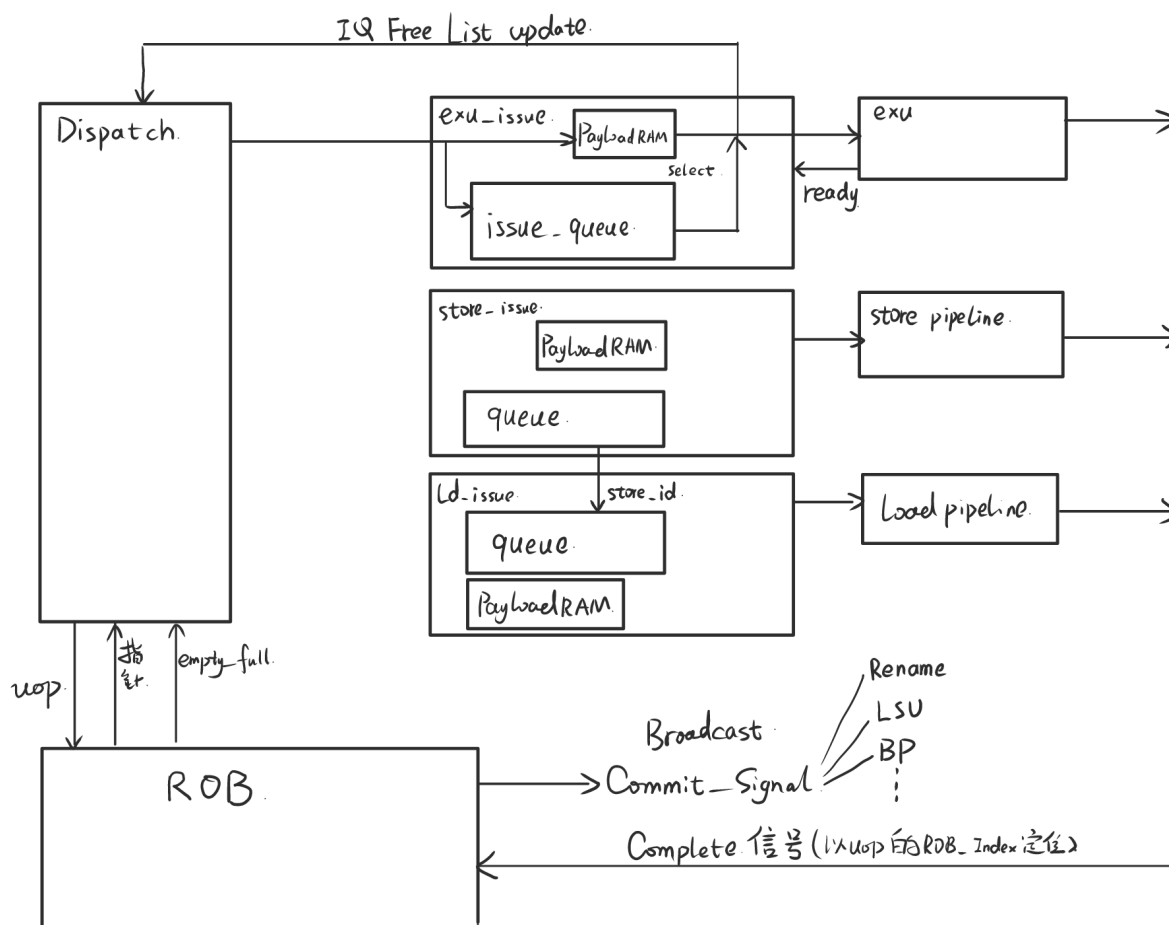 IQ Free List update.
Dispatch.
exu_issue.
PayloadRAM
select.
issue_queue.
exu
ready
store_issue.
PayloadRAM.
queue.
store pipeline.
Ld_issue.
store_id.
queue.
PayloadRAM.
Load pipeline.
uop.
指针.
empty_full.
ROB.
Broadcast
Commit_Signal.
Rename
LSU
BP
Complete 信号(以uop的ROB_Index定位)